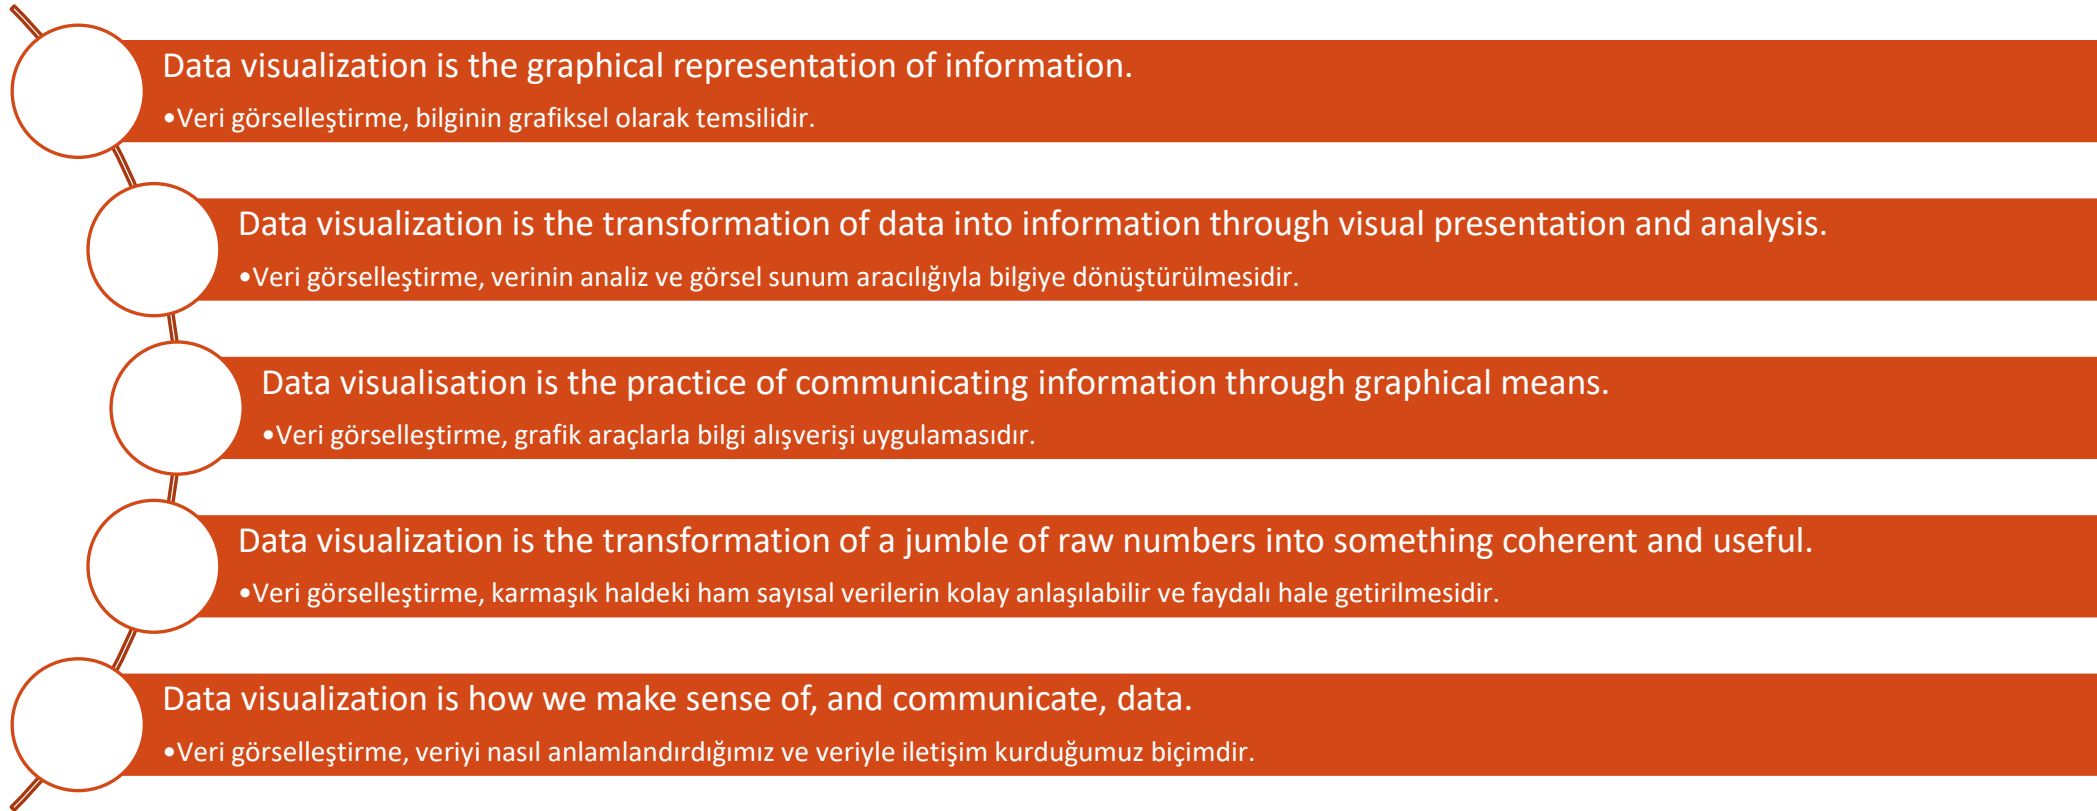 Data visualization is the graphical representation of information.
•Veri görselleştirme, bilginin grafiksel olarak temsilidir.
Data visualization is the transformation of data into information through visual presentation and analysis.
•Veri görselleştirme, verinin analiz ve görsel sunum aracılığıyla bilgiye dönüştürülmesidir.
Data visualisation is the practice of communicating information through graphical means.
•Veri görselleştirme, grafik araçlarla bilgi alışverişi uygulamasıdır.
Data visualization is the transformation of a jumble of raw numbers into something coherent and useful.
•Veri görselleştirme, karmaşık haldeki ham sayısal verilerin kolay anlaşılabilir ve faydalı hale getirilmesidir.
Data visualization is how we make sense of, and communicate, data.
•Veri görselleştirme, veriyi nasıl anlamlandırdığımız ve veriyle iletişim kurduğumuz biçimdir.